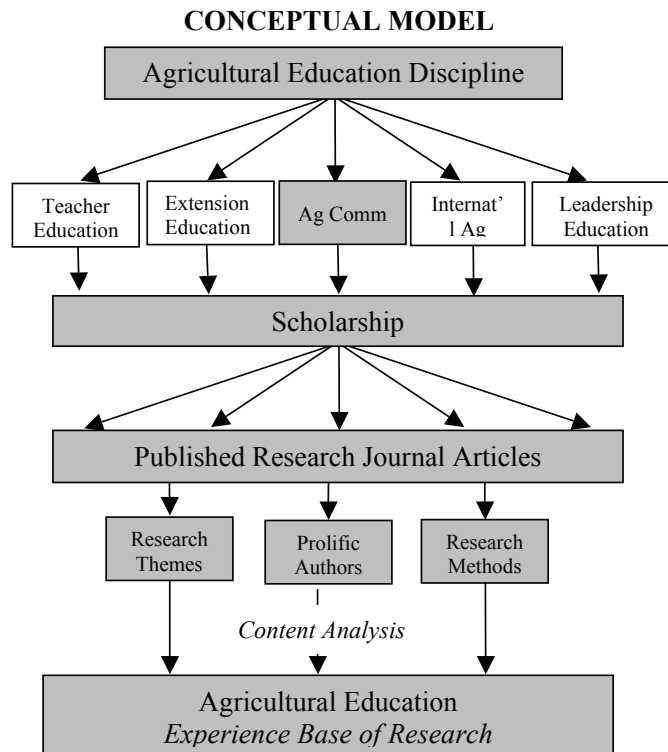 CONCEPTUAL MODEL
Agricultural Education Discipline
Teacher
Education
Extension
Education
Ag Comm
Internat'
l Ag
Leadership
Education
Scholarship
Published Research Journal Articles
Research
Themes
Prolific
Authors
Research
Methods
Content Analysis
Agricultural Education
Experience Base of Research